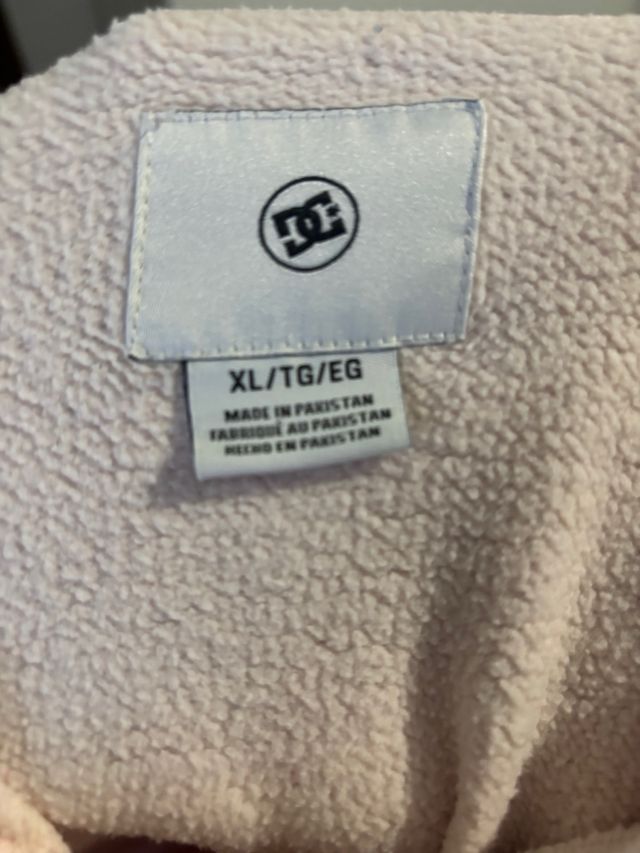 DC
XL/TG/EG
MADE IN PAKISTAN
FABRIQUÉ AU PAKISTAN
HECHO EN PAKISTAN